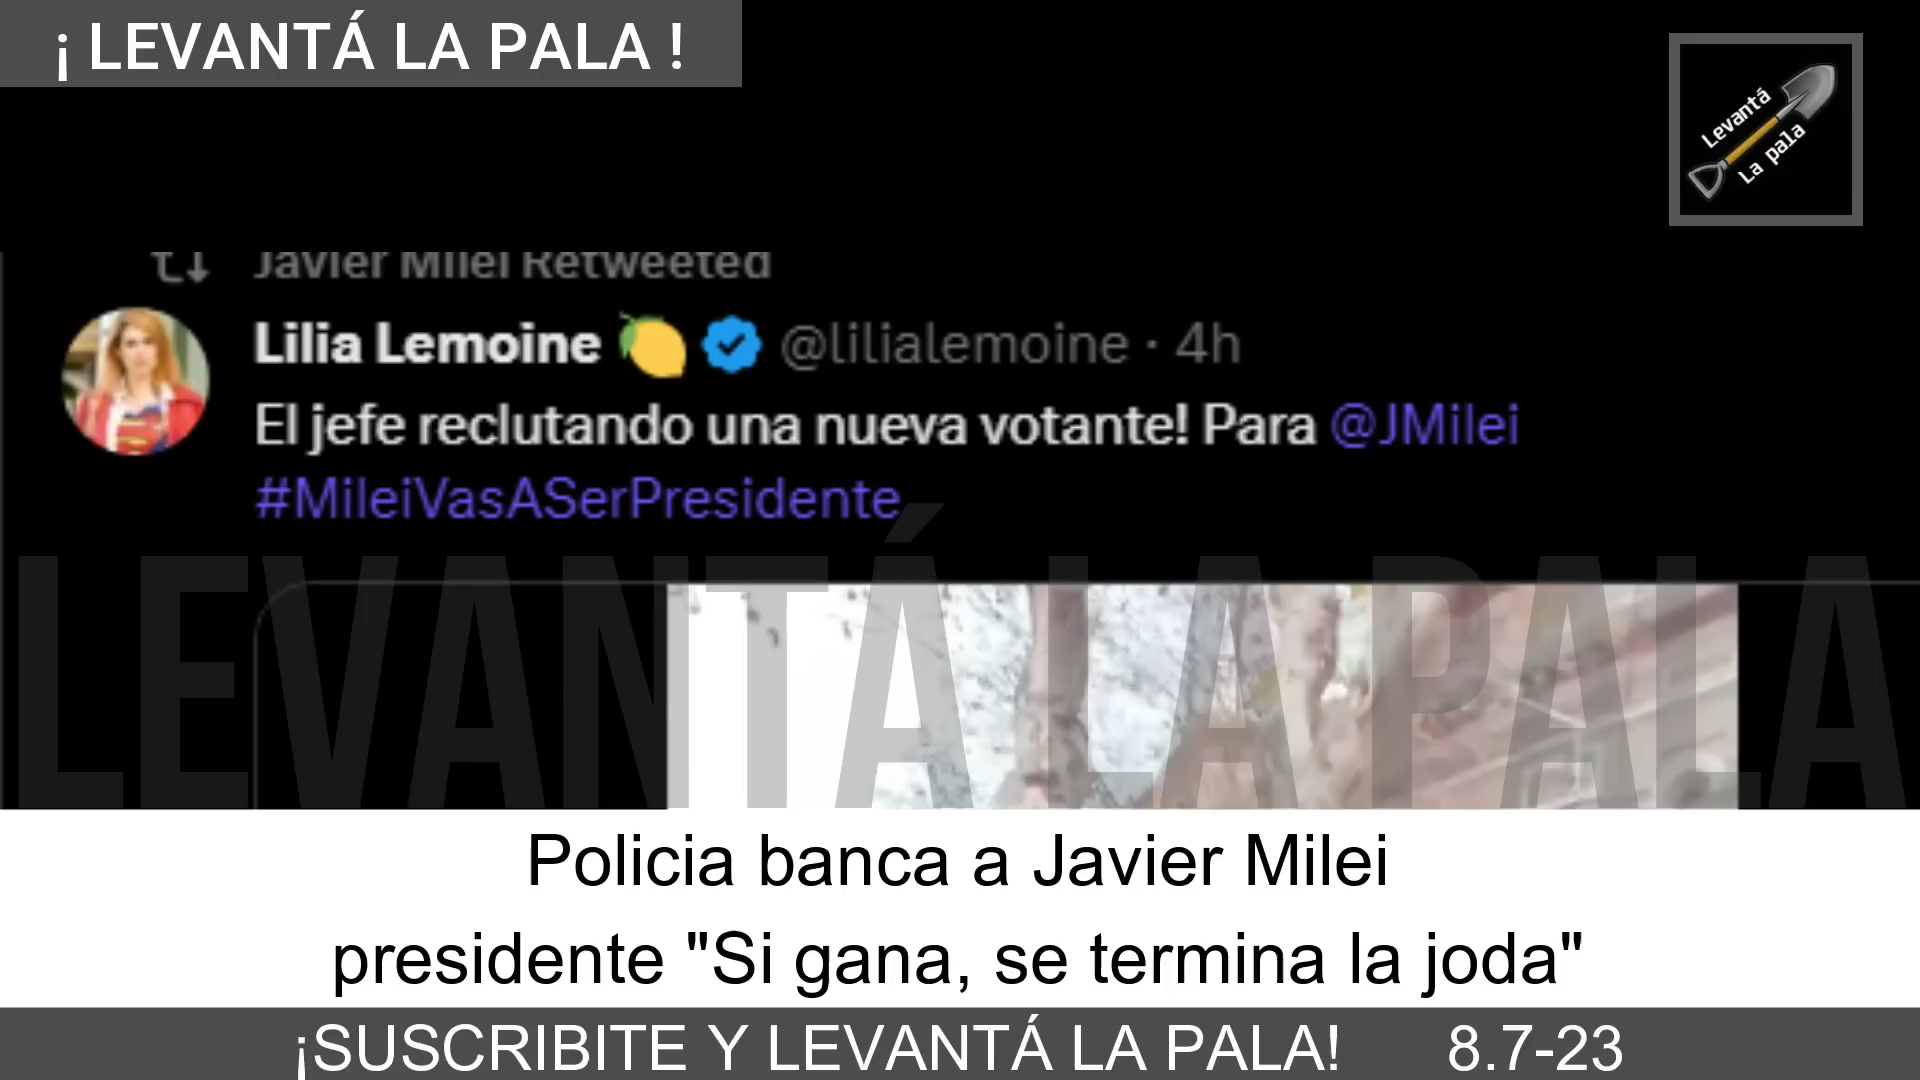 ¡ LEVANTÁ LA PALA !
Levantá
La pala
Javier Milei Retweeted
Lilia Lemoine @lilialemoine · 4h
El jefe reclutando una nueva votante! Para @JMilei
#MileiVasASerPresidente
LEVANTÁ LA PALA
Policia banca a Javier Milei
presidente "Si gana, se termina la joda"
¡SUSCRIBITE Y LEVANTÁ LA PALA! 8.7-23